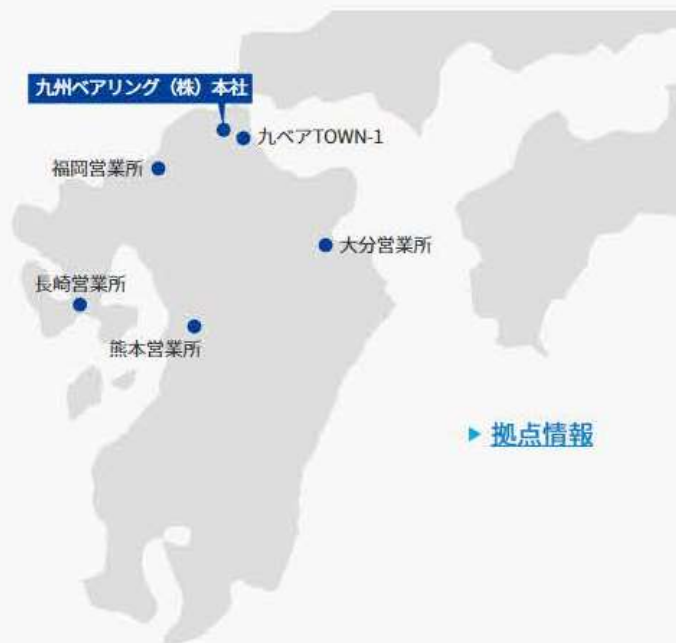 九州ベアリング（株）本社
九ベアTOWN-1
福岡営業所
大分営業所
長崎営業所
熊本営業所
拠点情報